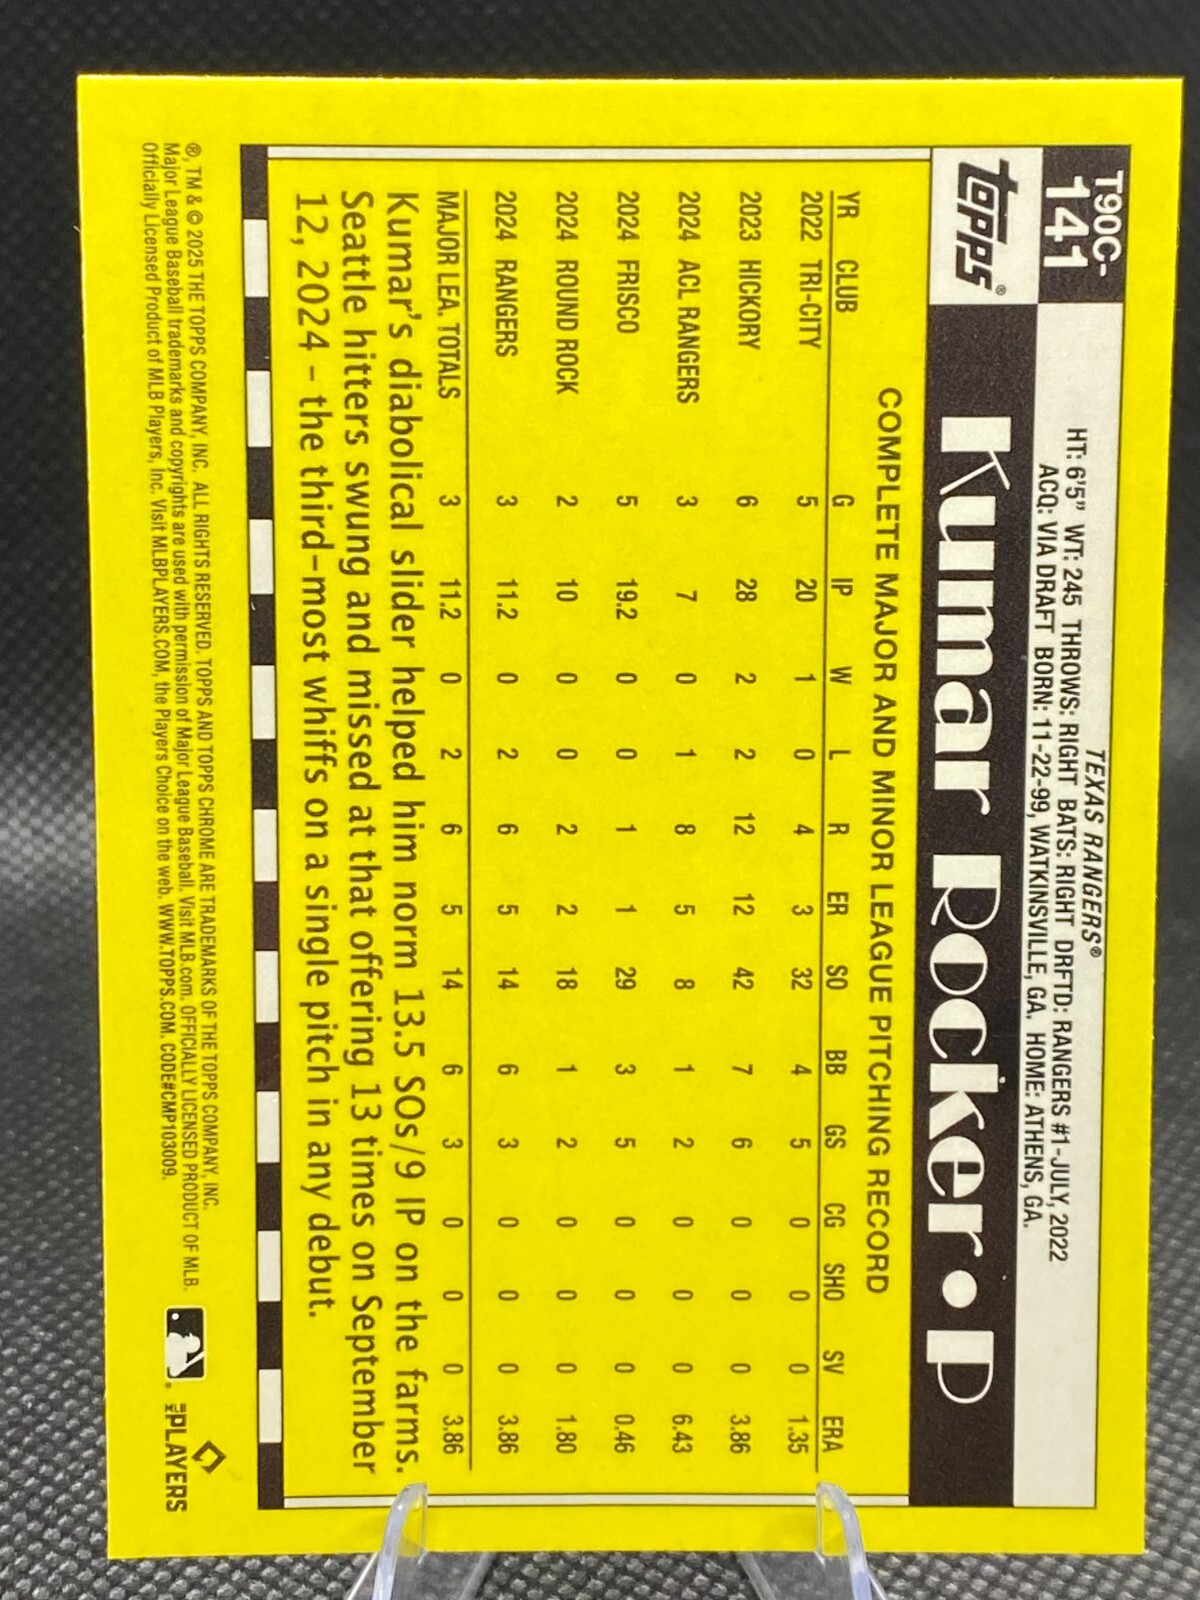 T90C-
141
topps®
TEXAS RANGERS®
HT: 6'5" WT: 245 THROWS: RIGHT BATS: RIGHT DRFTD: RANGERS #1-JULY, 2022
ACQ: VIA DRAFT BORN: 11-22-99, WATKINSVILLE, GA. HOME: ATHENS, GA.
Kumar Rocker • P
COMPLETE MAJOR AND MINOR LEAGUE PITCHING RECORD
YR CLUB G IP W L R ER SO BB GS CG SHO SV ERA
2022 TRI-CITY 5 20 1 0 4 3 32 4 5 0 0 0 1.35
2023 HICKORY 6 28 2 2 12 12 42 7 6 0 0 0 3.86
2024 ACL RANGERS 3 7 0 1 8 5 8 1 2 0 0 0 6.43
2024 FRISCO 5 19.2 0 0 1 1 29 3 5 0 0 0 0.46
2024 ROUND ROCK 2 10 0 0 2 2 18 1 2 0 0 0 1.80
2024 RANGERS 3 11.2 0 2 6 5 14 6 3 0 0 0 3.86
MAJOR LEA. TOTALS 3 11.2 0 2 6 5 14 6 3 0 0 0 3.86
Kumar's diabolical slider helped him norm 13.5 SOs/9 IP on the farms.
Seattle hitters swung and missed at that offering 13 times on September
12, 2024 – the third-most whiffs on a single pitch in any debut.
®, TM & © 2025 THE TOPPS COMPANY, INC. ALL RIGHTS RESERVED. TOPPS AND TOPPS CHROME ARE TRADEMARKS OF THE TOPPS COMPANY, INC.
Major League Baseball trademarks and copyrights are used with permission of Major League Baseball. Visit MLB.com. OFFICIALLY LICENSED PRODUCT OF MLB.
Officially Licensed Product of MLB Players, Inc. Visit MLBPLAYERS.COM, the Players Choice on the web. WWW.TOPPS.COM. CODE#CMP103009.
MLB PLAYERS